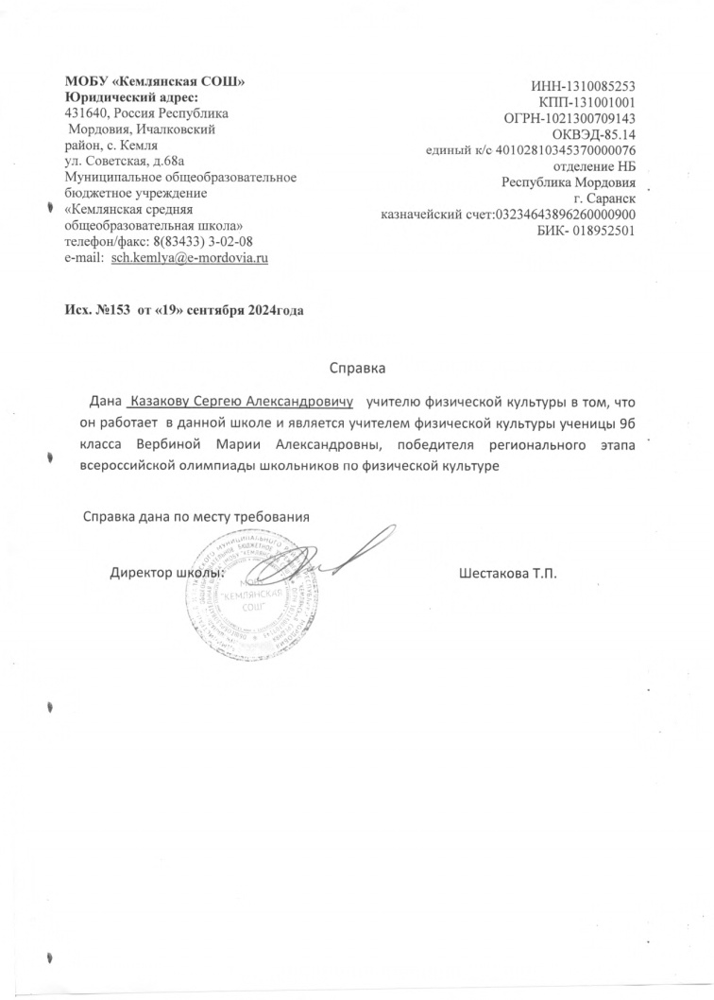 МОБУ «Кемлянская СОШ»
Юридический адрес:
431640, Россия Республика
Мордовия, Ичалковский
район, с. Кемля
ул. Советская, д.68а
Муниципальное общеобразовательное
бюджетное учреждение
«Кемлянская средняя
общеобразовательная школа»
телефон/факс: 8(83433) 3-02-08
e-mail: sch.kemlya@e-mordovia.ru
ИНН-1310085253
КПП-131001001
ОГРН-1021300709143
ОКВЭД-85.14
единый к/с 40102810345370000076
отделение НБ
Республика Мордовия
г. Саранск
казначейский счет:03234643896260000900
БИК- 018952501
Исх. №153 от «19» сентября 2024года
Справка
Дана Казакову Сергею Александровичу учителю физической культуры в том, что
он работает в данной школе и является учителем физической культуры ученицы 9б
класса Вербиной Марии Александровны, победителя регионального этапа
всероссийской олимпиады школьников по физической культуре
Справка дана по месту требования
Директор школы:
Шестакова Т.П.
МОБУ
"КЕМЛЯНСКАЯ
СОШ"